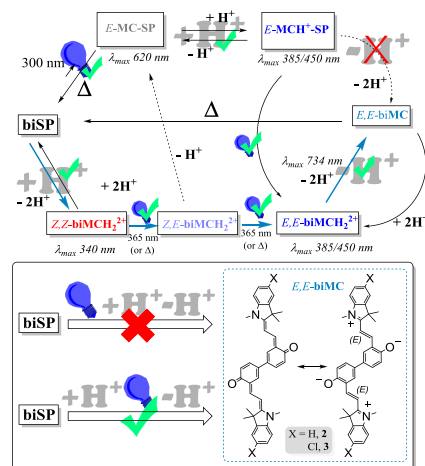 E-MC-SP
λmax 620 nm
+ H+
+H+
- H+
E-MCH+-SP
λmax 385/450 nm
-H+
- 2H+
300 nm
Δ
biSP
Δ
E,E-biMC
λmax 734 nm
- 2H+
-H+
+H+
- 2H+
+ 2H+
- H+
+ 2H+
Z,Z-biMCH₂²⁺
λmax 340 nm
365 nm
(or Δ)
Z,E-biMCH₂²⁺
365 nm
(or Δ)
E,E-biMCH₂²⁺
λmax 385/450 nm
biSP
+H+
-H+
biSP
+H+
-H+
E,E-biMC
X
N
O
O
N
X
X
N
+
(E)
O⁻
⁻O
(E)
+
N
X
X = H, 2
Cl, 3